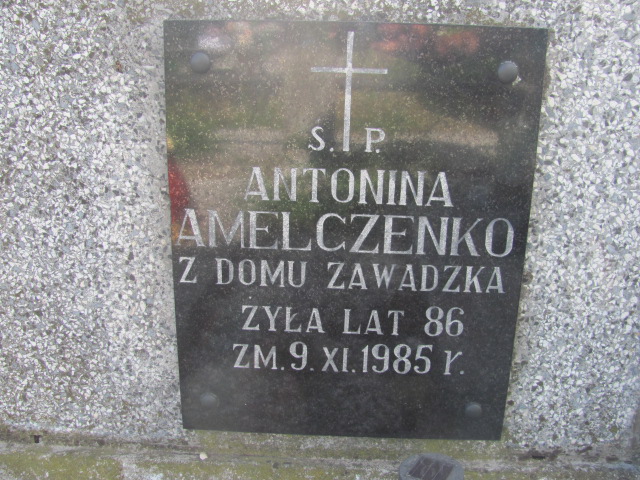 Ś. P.
ANTONINA
AMELCZENKO
Z DOMU ZAWADZKA
ŻYŁA LAT 86
ZM. 9. XI. 1985 r.